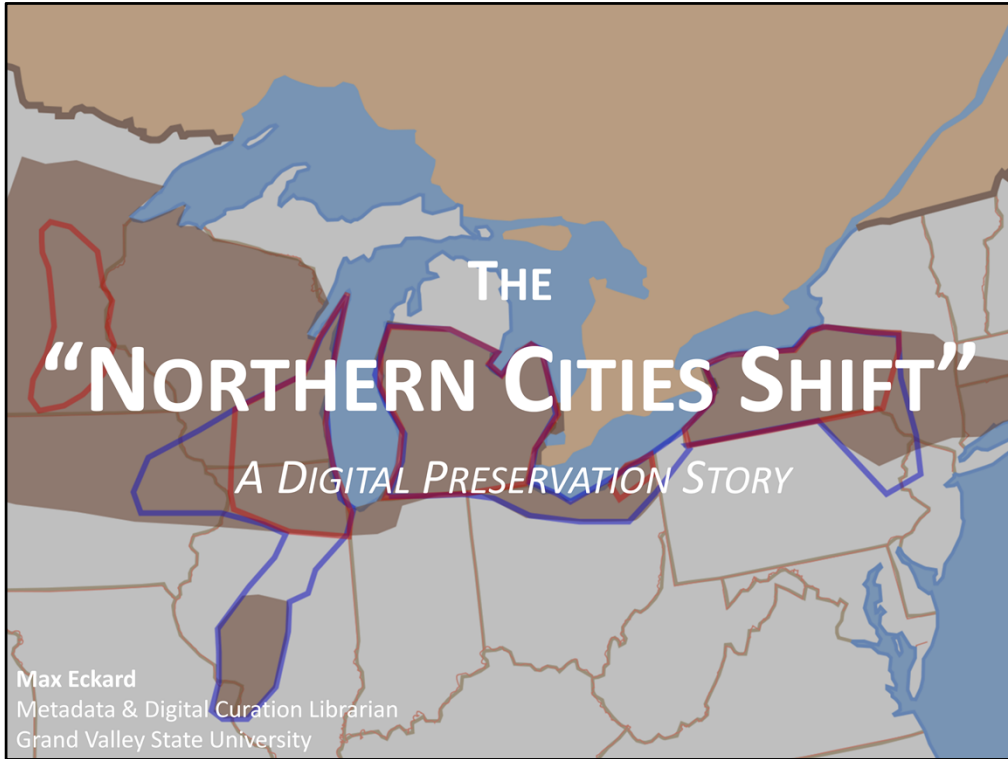 THE
“NORTHERN CITIES SHIFT”
A DIGITAL PRESERVATION STORY
Max Eckard
Metadata & Digital Curation Librarian
Grand Valley State University